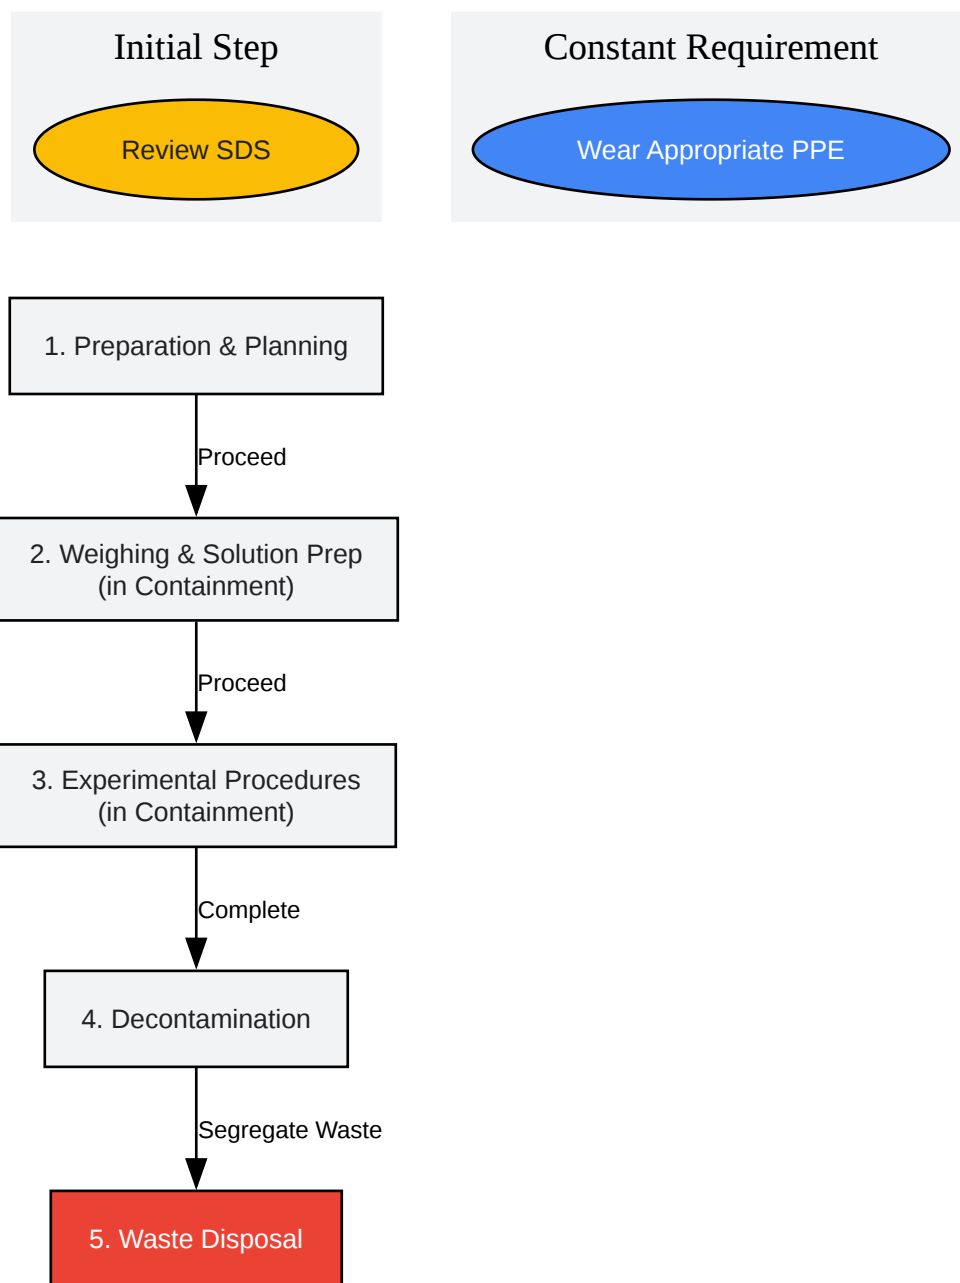 Initial Step
Constant Requirement
Review SDS
Wear Appropriate PPE
1. Preparation & Planning
Proceed
2. Weighing & Solution Prep
(in Containment)
Proceed
3. Experimental Procedures
(in Containment)
Complete
4. Decontamination
Segregate Waste
5. Waste Disposal